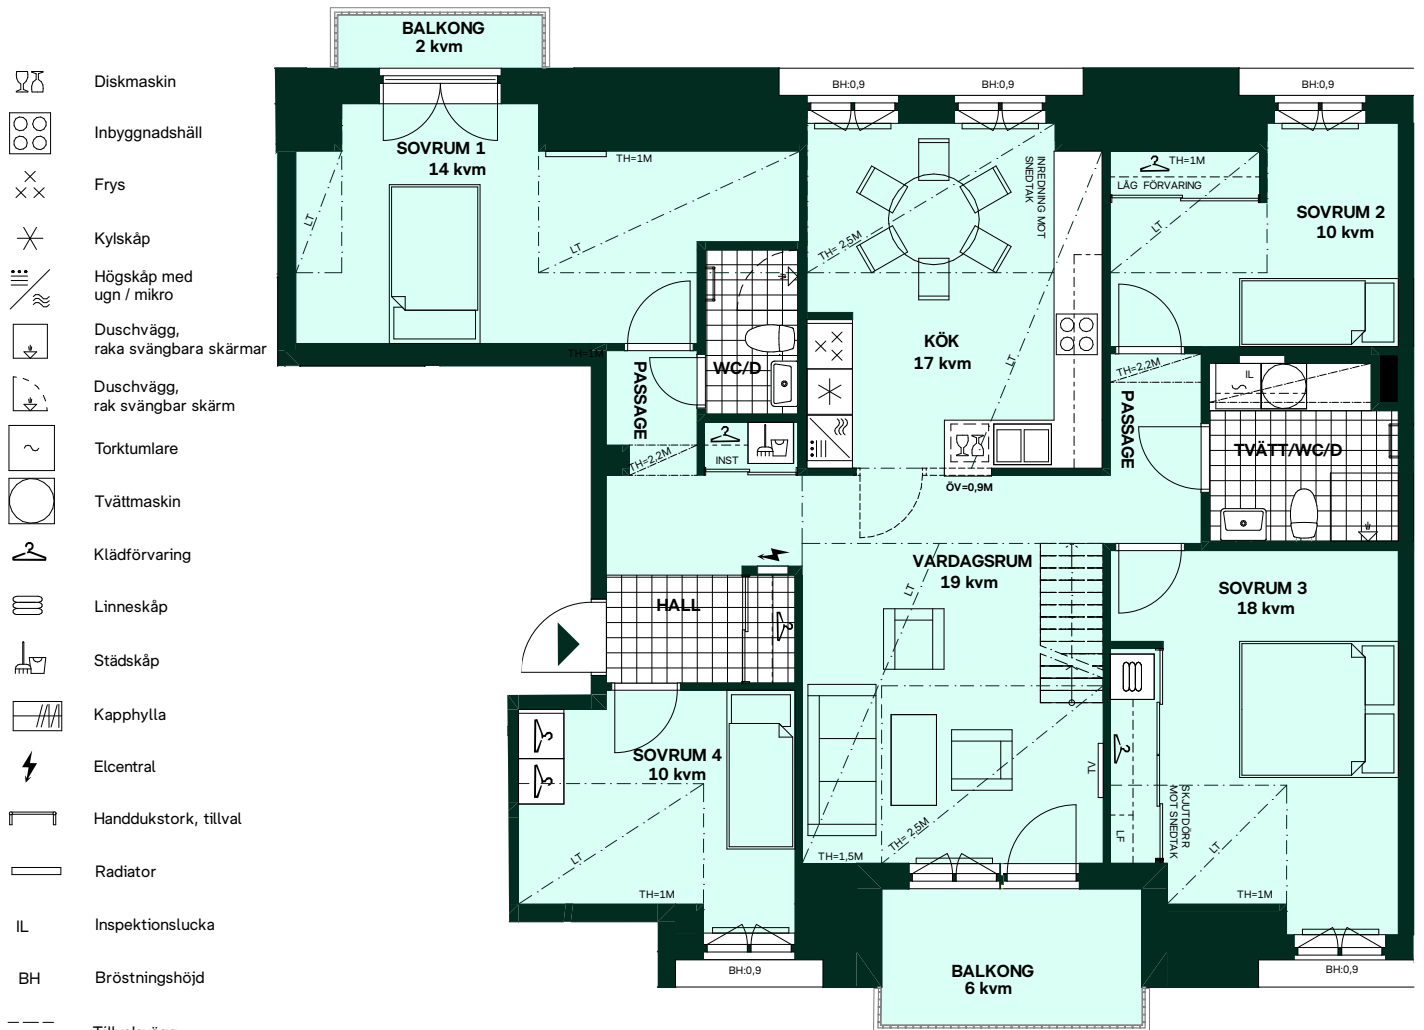 Diskmaskin
Inbyggnadshäll
Frys
Kylskåp
Högskåp med
ugn / mikro
Duschvägg,
raka svängbara skärmar
Duschvägg,
rak svängbar skärm
Torktumlare
Tvättmaskin
Klädförvaring
Linneskåp
Städskåp
Kapphylla
Elcentral
Handdukstork, tillval
Radiator
IL Inspektionslucka
BH Bröstningshöjd
BALKONG
2 kvm
BH:0,9
BH:0,9
BH:0,9
SOVRUM 1
14 kvm
TH=1M
LT
LT
TH=1M
WC/D
PASSAGE
TH=2,2M
INST
INREDNING MOT
SNEDTAK
TH= 2,5M
KÖK
17 kvm
LT
ÖV=0,9M
TH=1M
LÅG FÖRVARING
LT
SOVRUM 2
10 kvm
TH=2,2M
PASSAGE
IL
TVÄTT/WC/D
HALL
VARDAGSRUM
19 kvm
LT
TV
TH= 2,5M
TH=1,5M
SOVRUM 3
18 kvm
SKJUTDÖRR
MOT SNEDTAK
LF
LT
TH=1M
BH:0,9
SOVRUM 4
10 kvm
LT
TH=1M
BH:0,9
BALKONG
6 kvm